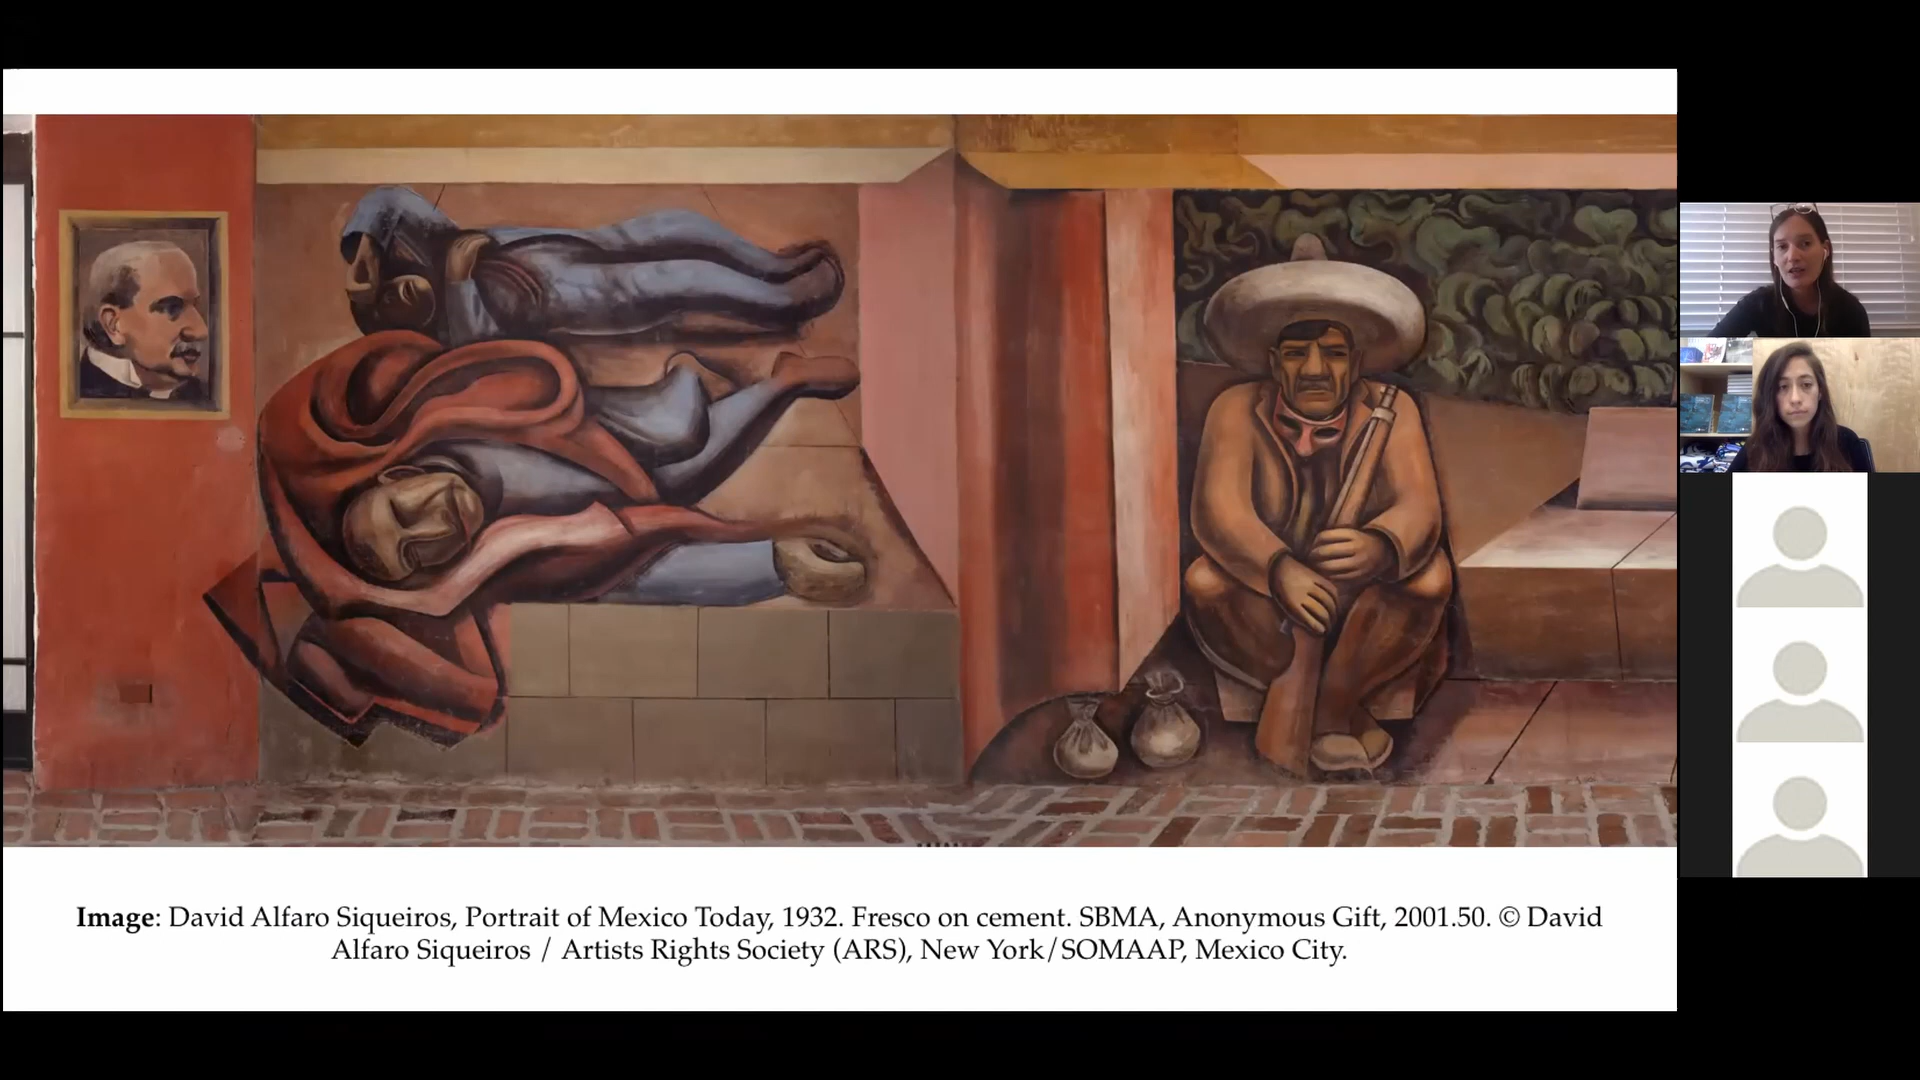 Image: David Alfaro Siqueiros, Portrait of Mexico Today, 1932. Fresco on cement. SBMA, Anonymous Gift, 2001.50. © David
Alfaro Siqueiros / Artists Rights Society (ARS), New York/SOMAAP, Mexico City.